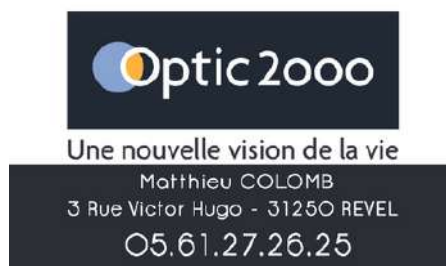 Optic 2000
Une nouvelle vision de la vie
Matthieu COLOMB
3 Rue Victor Hugo - 31250 REVEL
05.61.27.26.25